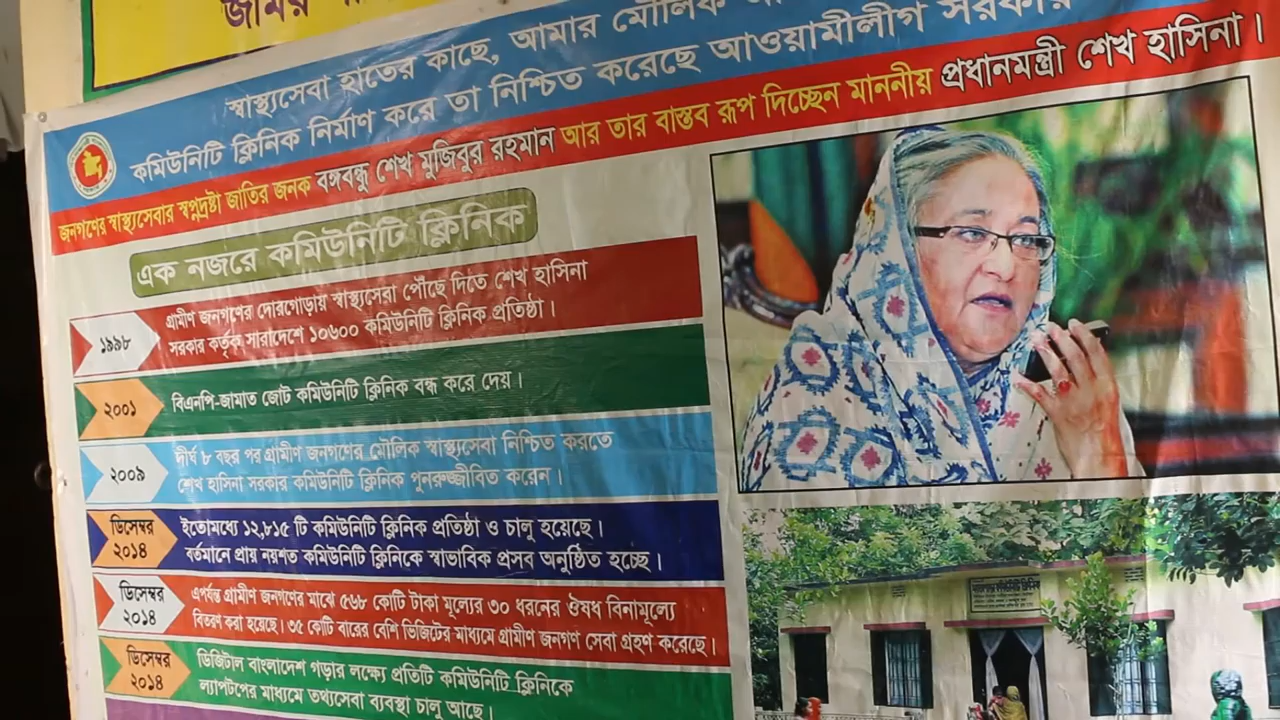 স্বাস্থ্যসেবা হাতের কাছে, আমার মৌলিক
কমিউনিটি ক্লিনিক নির্মাণ করে তা নিশ্চিত করেছে আওয়ামীলীগ সরকার
জনগণের স্বাস্থ্যসেবার স্বপ্নদ্রষ্টা জাতির জনক বঙ্গবন্ধু শেখ মুজিবুর রহমান আর তার বাস্তব রূপ দিচ্ছেন মাননীয় প্রধানমন্ত্রী শেখ হাসিনা।
এক নজরে কমিউনিটি ক্লিনিক
১৯৯৮
গ্রামীণ জনগণের দোরগোড়ায় স্বাস্থ্যসেবা পৌঁছে দিতে শেখ হাসিনা
সরকার কর্তৃক সারাদেশে ১০৬০০ কমিউনিটি ক্লিনিক প্রতিষ্ঠা।
২০০১
বিএনপি-জামাত জোট কমিউনিটি ক্লিনিক বন্ধ করে দেয়।
২০০৯
দীর্ঘ ৮ বছর পর গ্রামীণ জনগণের মৌলিক স্বাস্থ্যসেবা নিশ্চিত করতে
শেখ হাসিনা সরকার কমিউনিটি ক্লিনিক পুনরুজ্জীবিত করেন।
ডিসেম্বর
২০১৪
ইতোমধ্যে ১২,৮১৫ টি কমিউনিটি ক্লিনিক প্রতিষ্ঠা ও চালু হয়েছে।
বর্তমানে প্রায় নয়শত কমিউনিটি ক্লিনিকে স্বাভাবিক প্রসব অনুষ্ঠিত হচ্ছে।
ডিসেম্বর
২০১৪
এপর্যন্ত গ্রামীণ জনগণের মাঝে ৫৬৮ কোটি টাকা মূল্যের ৩০ ধরনের ঔষধ বিনামূল্যে
বিতরণ করা হয়েছে। ৩৫ কোটি বারের বেশি ভিজিটের মাধ্যমে গ্রামীণ জনগণ সেবা গ্রহণ করেছে।
ডিসেম্বর
২০১৪
ডিজিটাল বাংলাদেশ গড়ার লক্ষ্যে প্রতিটি কমিউনিটি ক্লিনিকে
ল্যাপটপের মাধ্যমে তথ্যসেবা ব্যবস্থা চালু আছে।